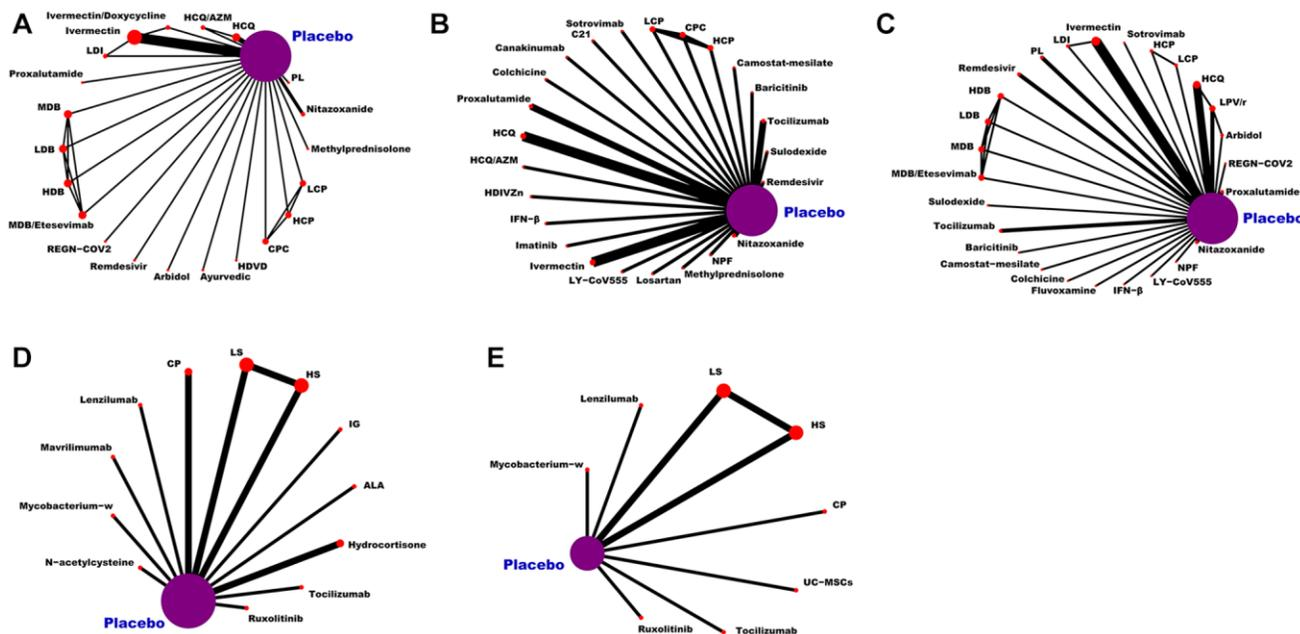 A
Ivermectin/Doxycycline
HCQ/AZM
HCQ
Ivermectin
Placebo
LDI
PL
Proxalutamide
Nitazoxanide
MDB
Methylprednisolone
LDB
HDB
LCP
MDB/Etesevimab
HCP
REGN-COV2
CPC
Remdesivir
HDVD
Arbidol
Ayurvedic
B
Sotrovimab
LCP
CPC
C21
HCP
Canakinumab
Camostat-mesilate
Colchicine
Baricitinib
Proxalutamide
Tocilizumab
HCQ
Sulodexide
HCQ/AZM
Remdesivir
HDIVZn
Placebo
IFN-β
Nitazoxanide
Imatinib
NPF
Ivermectin
Methylprednisolone
LY-CoV555
Losartan
C
Ivermectin
Sotrovimab
LDI
HCP
PL
LCP
Remdesivir
HCQ
HDB
LPV/r
LDB
Arbidol
MDB
REGN-COV2
MDB/Etesevimab
Proxalutamide
Sulodexide
Placebo
Tocilizumab
Nitazoxanide
Baricitinib
NPF
Camostat-mesilate
LY-CoV555
Colchicine
IFN-β
Fluvoxamine
D
LS
CP
HS
Lenzilumab
IG
Mavrilimumab
ALA
Mycobacterium-w
Hydrocortisone
N-acetylcysteine
Tocilizumab
Placebo
Ruxolitinib
E
LS
Lenzilumab
HS
Mycobacterium-w
CP
Placebo
UC-MSCs
Ruxolitinib
Tocilizumab